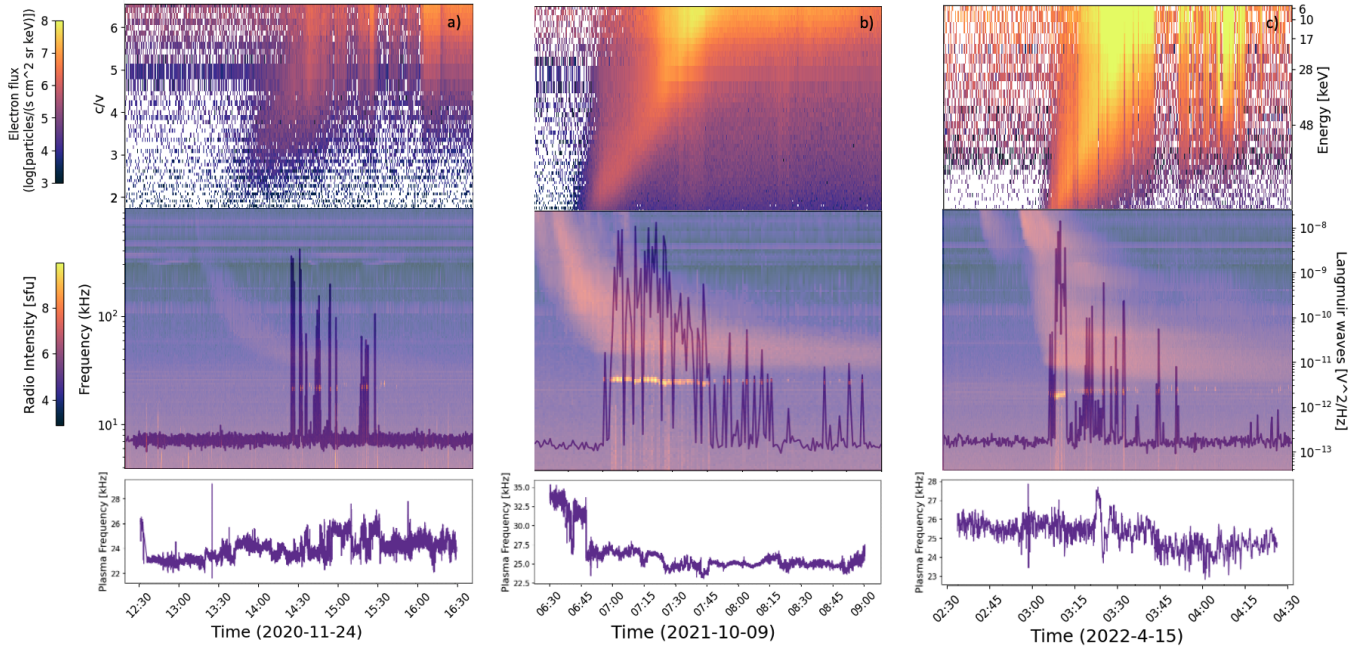 a)
b)
c)
8
7
6
5
4
3
Electron flux
(log[particles/(s cm^2 sr keV)])
6
5
4
3
2
c/v
6
10
17
28
48
Energy [keV]
8
6
4
Radio Intensity [sfu]
10²
10¹
Frequency (kHz)
10⁻⁸
10⁻⁹
10⁻¹⁰
10⁻¹¹
10⁻¹²
10⁻¹³
Langmuir waves [V^2/Hz]
28
26
24
22
Plasma Frequency [kHz]
12:30 13:00 13:30 14:00 14:30 15:00 15:30 16:00 16:30
Time (2020-11-24)
35.0
32.5
30.0
27.5
25.0
22.5
Plasma Frequency [kHz]
06:30 06:45 07:00 07:15 07:30 07:45 08:00 08:15 08:30 08:45 09:00
Time (2021-10-09)
28
27
26
25
24
23
Plasma Frequency [kHz]
02:30 02:45 03:00 03:15 03:30 03:45 04:00 04:15 04:30
Time (2022-4-15)